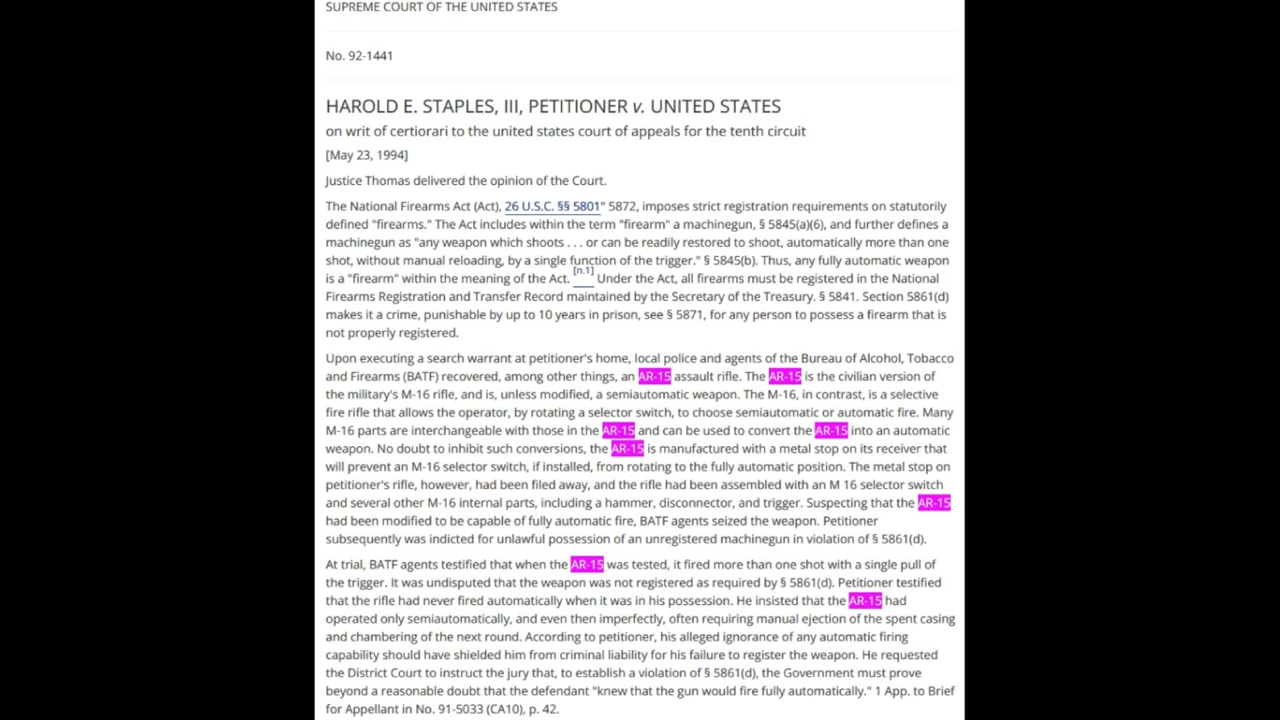 SUPREME COURT OF THE UNITED STATES
No. 92-1441
HAROLD E. STAPLES, III, PETITIONER v. UNITED STATES
on writ of certiorari to the united states court of appeals for the tenth circuit
[May 23, 1994]
Justice Thomas delivered the opinion of the Court.
The National Firearms Act (Act), 26 U.S.C. §§ 5801" 5872, imposes strict registration requirements on statutorily
defined "firearms." The Act includes within the term "firearm" a machinegun, § 5845(a)(6), and further defines a
machinegun as "any weapon which shoots . . . or can be readily restored to shoot, automatically more than one
shot, without manual reloading, by a single function of the trigger." § 5845(b). Thus, any fully automatic weapon
is a "firearm" within the meaning of the Act. [n.1] Under the Act, all firearms must be registered in the National
Firearms Registration and Transfer Record maintained by the Secretary of the Treasury. § 5841. Section 5861(d)
makes it a crime, punishable by up to 10 years in prison, see § 5871, for any person to possess a firearm that is
not properly registered.
Upon executing a search warrant at petitioner's home, local police and agents of the Bureau of Alcohol, Tobacco
and Firearms (BATF) recovered, among other things, an AR-15 assault rifle. The AR-15 is the civilian version of
the military's M-16 rifle, and is, unless modified, a semiautomatic weapon. The M-16, in contrast, is a selective
fire rifle that allows the operator, by rotating a selector switch, to choose semiautomatic or automatic fire. Many
M-16 parts are interchangeable with those in the AR-15 and can be used to convert the AR-15 into an automatic
weapon. No doubt to inhibit such conversions, the AR-15 is manufactured with a metal stop on its receiver that
will prevent an M-16 selector switch, if installed, from rotating to the fully automatic position. The metal stop on
petitioner's rifle, however, had been filed away, and the rifle had been assembled with an M 16 selector switch
and several other M-16 internal parts, including a hammer, disconnector, and trigger. Suspecting that the AR-15
had been modified to be capable of fully automatic fire, BATF agents seized the weapon. Petitioner
subsequently was indicted for unlawful possession of an unregistered machinegun in violation of § 5861(d).
At trial, BATF agents testified that when the AR-15 was tested, it fired more than one shot with a single pull of
the trigger. It was undisputed that the weapon was not registered as required by § 5861(d). Petitioner testified
that the rifle had never fired automatically when it was in his possession. He insisted that the AR-15 had
operated only semiautomatically, and even then imperfectly, often requiring manual ejection of the spent casing
and chambering of the next round. According to petitioner, his alleged ignorance of any automatic firing
capability should have shielded him from criminal liability for his failure to register the weapon. He requested
the District Court to instruct the jury that, to establish a violation of § 5861(d), the Government must prove
beyond a reasonable doubt that the defendant "knew that the gun would fire fully automatically." 1 App. to Brief
for Appellant in No. 91-5033 (CA10), p. 42.